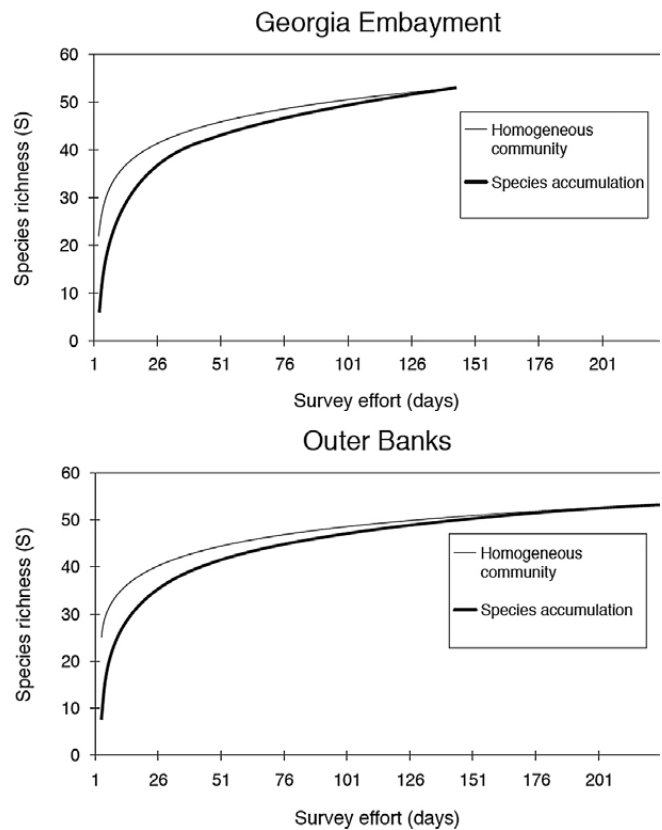 Georgia Embayment
60
50
40
30
20
10
0
Species richness (S)
Homogeneous
community
Species accumulation
1 26 51 76 101 126 151 176 201
Survey effort (days)
Outer Banks
60
50
40
30
20
10
0
Species richness (S)
Homogeneous
community
Species accumulation
1 26 51 76 101 126 151 176 201
Survey effort (days)